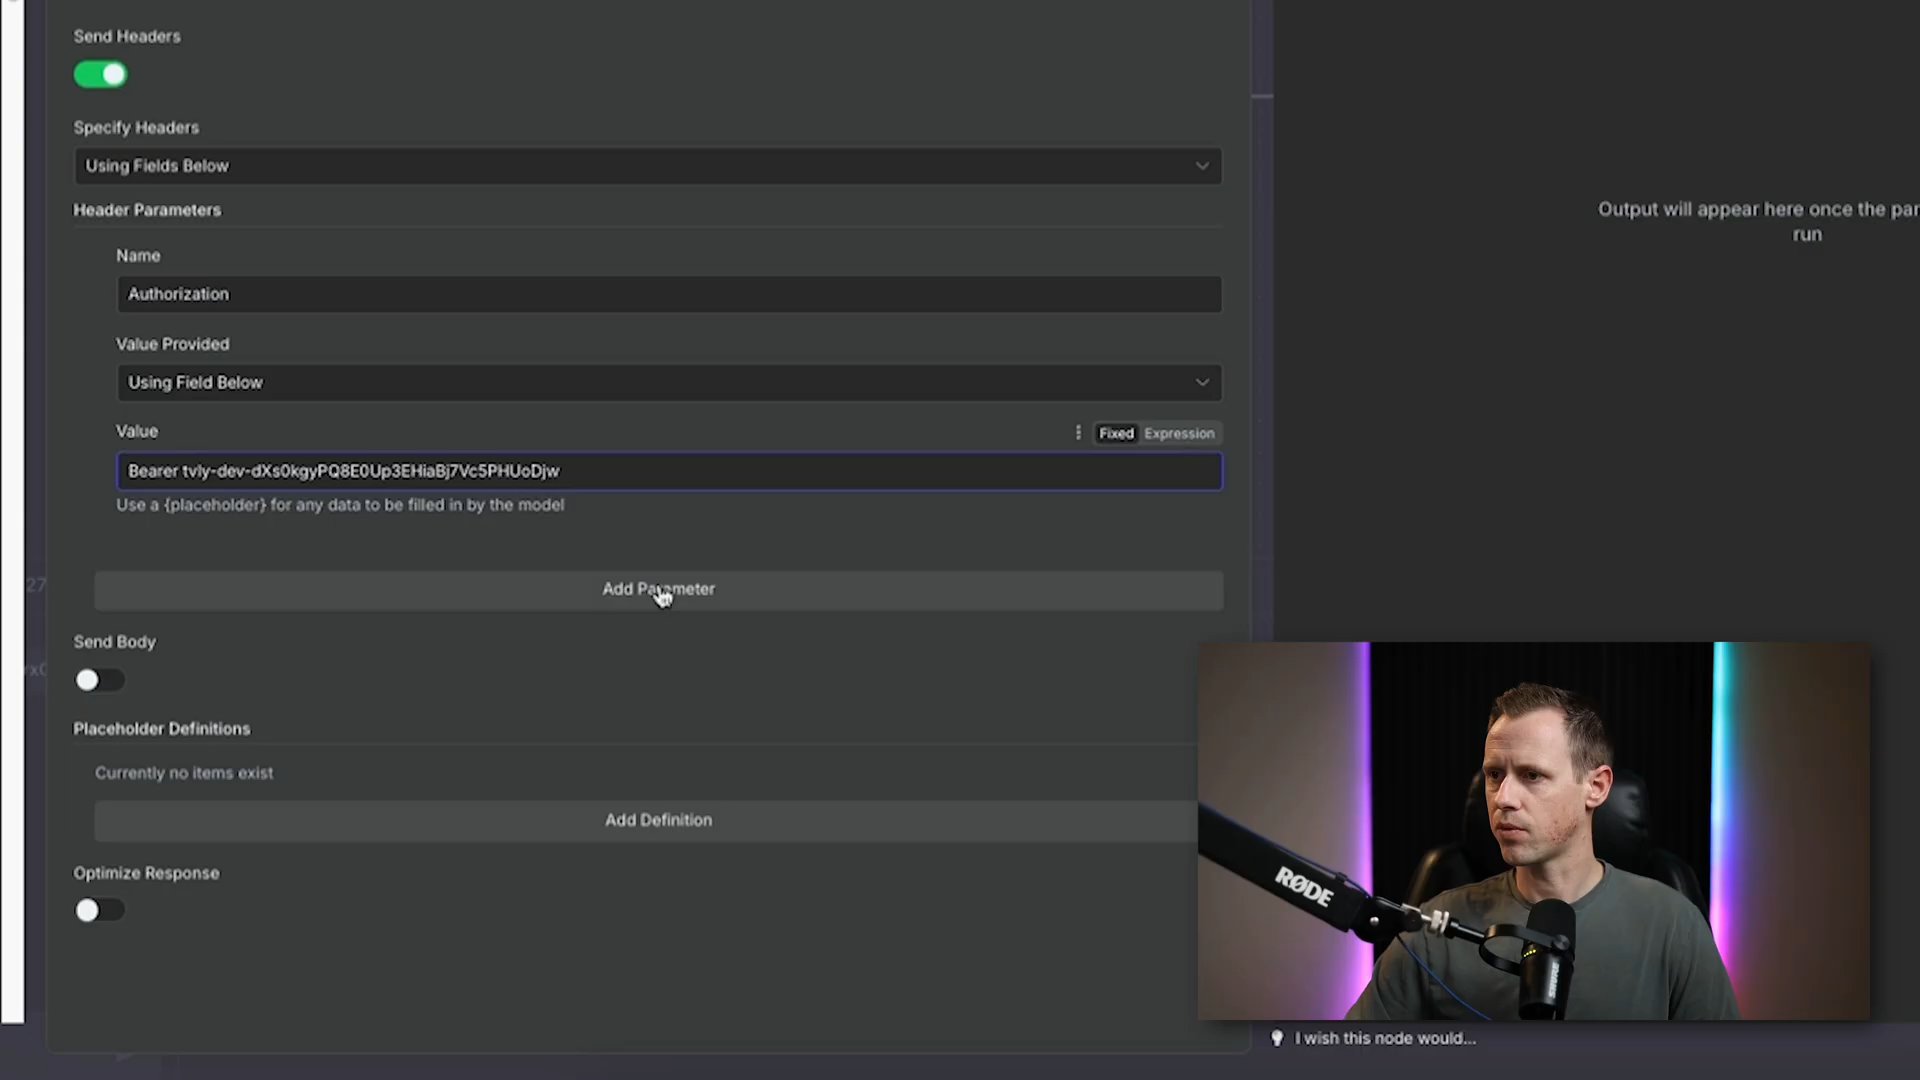 Send Headers
Specify Headers
Using Fields Below
Header Parameters
Name
Authorization
Value Provided
Using Field Below
Value
Fixed Expression
Bearer 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
Use a {placeholder} for any data to be filled in by the model
Add Parameter
Send Body
Placeholder Definitions
Currently no items exist
Add Definition
Optimize Response
Output will appear here once the par
run
27
RØDE
SHURE
I wish this node would...